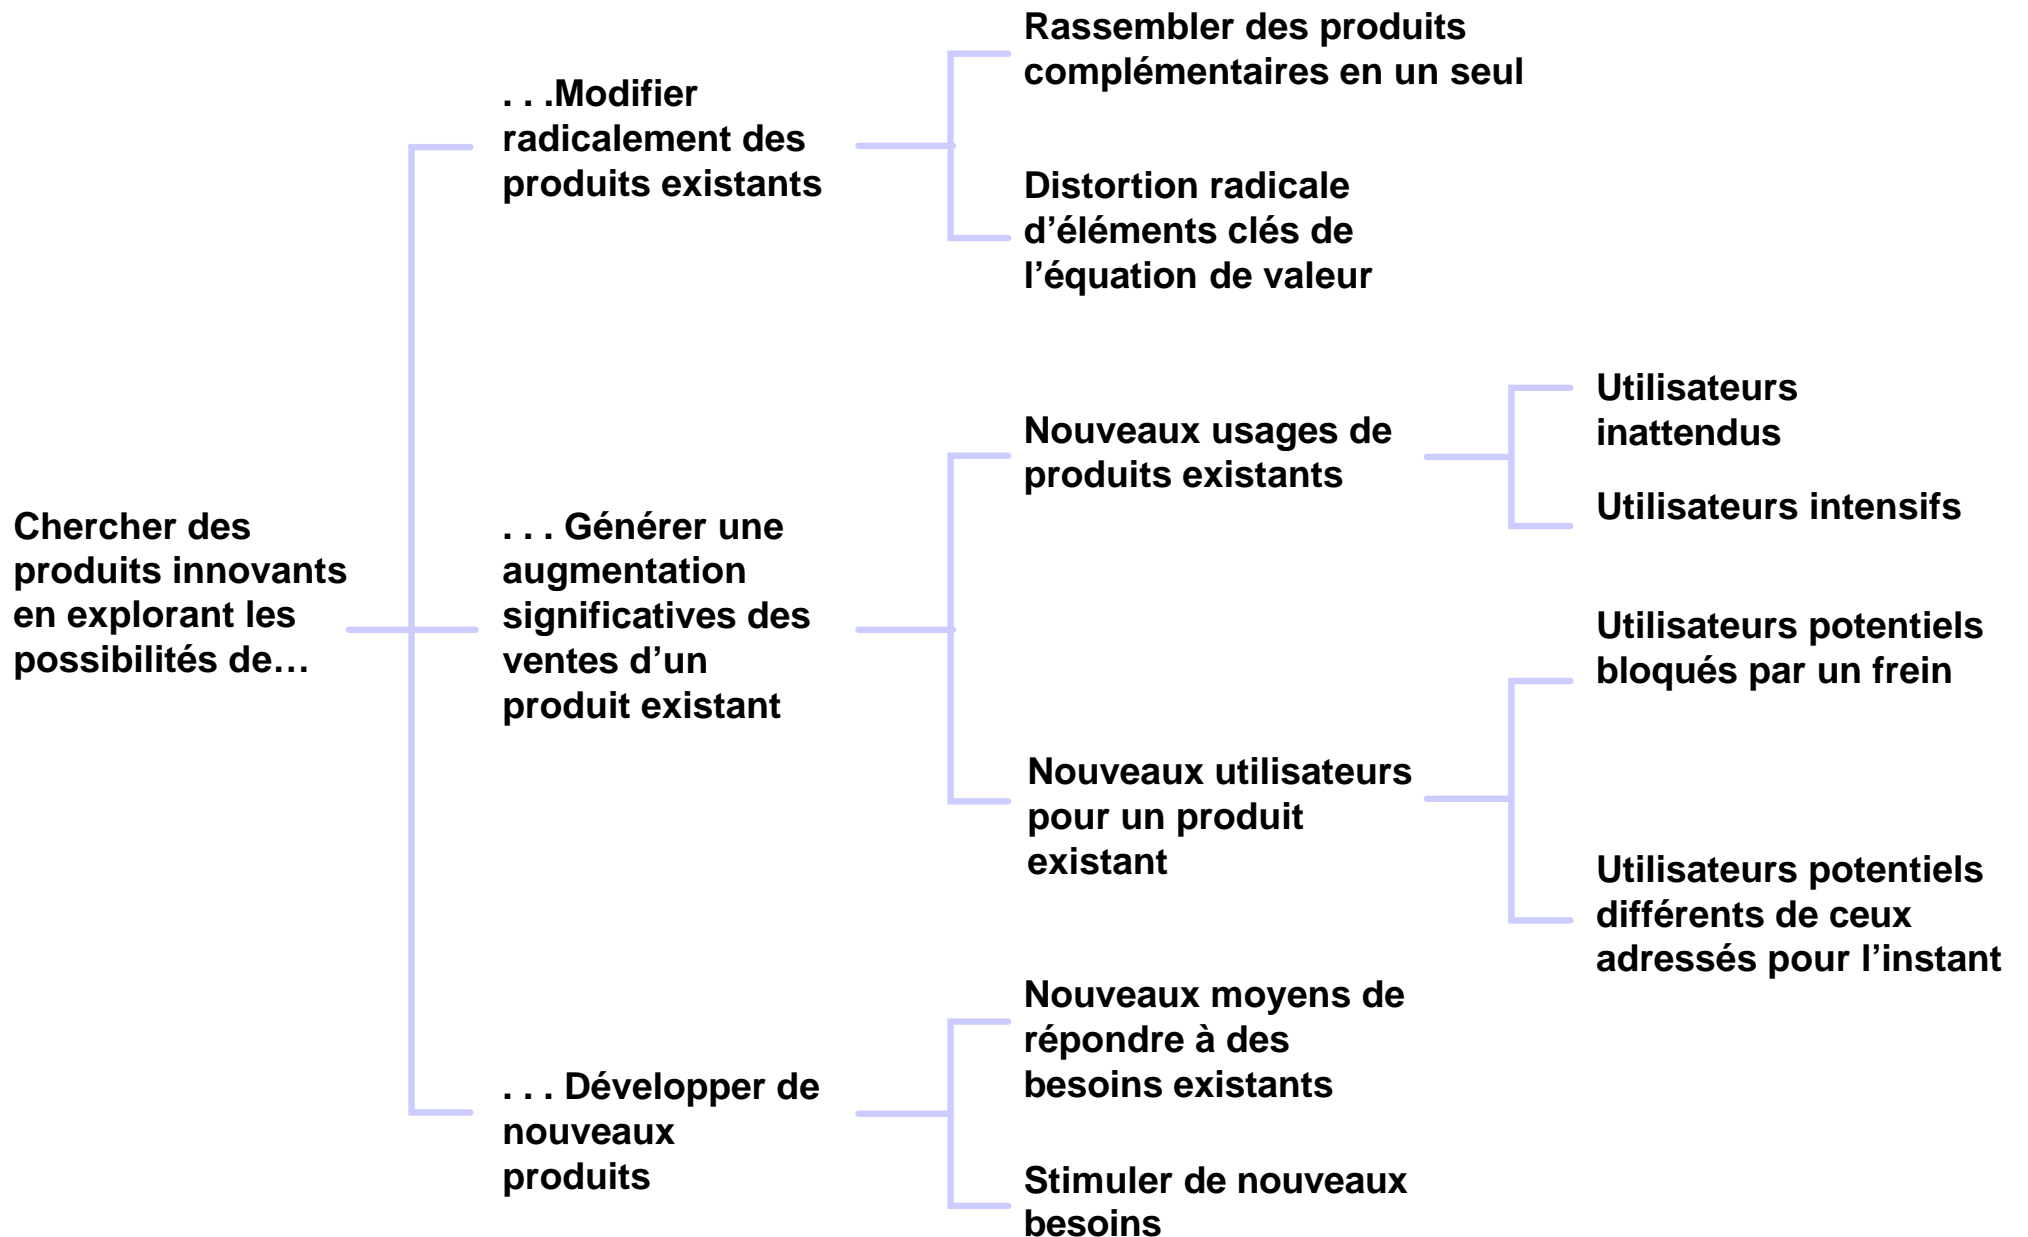 Chercher des
produits innovants
en explorant les
possibilités de…
. . .Modifier
radicalement des
produits existants
Rassembler des produits
complémentaires en un seul
Distortion radicale
d’éléments clés de
l’équation de valeur
. . . Générer une
augmentation
significatives des
ventes d’un
produit existant
Nouveaux usages de
produits existants
Utilisateurs
inattendus
Utilisateurs intensifs
Nouveaux utilisateurs
pour un produit
existant
Utilisateurs potentiels
bloqués par un frein
Utilisateurs potentiels
différents de ceux
adressés pour l’instant
. . . Développer de
nouveaux
produits
Nouveaux moyens de
répondre à des
besoins existants
Stimuler de nouveaux
besoins